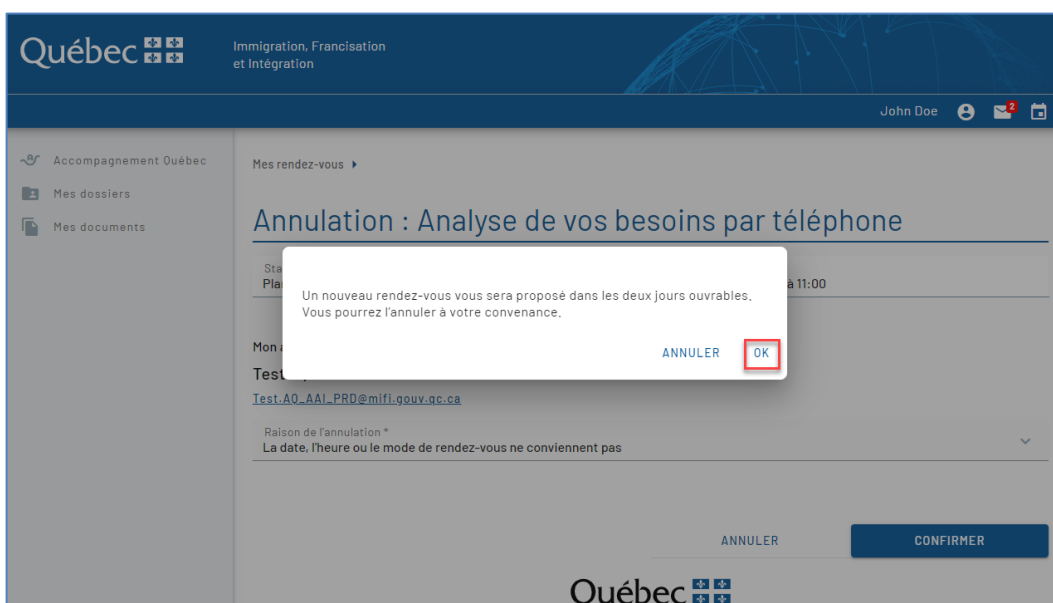 Québec
Immigration, Francisation
et Intégration
John Doe
2
Accompagnement Québec
Mes dossiers
Mes documents
Mes rendez-vous
Annulation : Analyse de vos besoins par téléphone
à 11:00
Un nouveau rendez-vous vous sera proposé dans les deux jours ouvrables.
Vous pourrez l'annuler à votre convenance.
ANNULER OK
Mon
Test
Test.AQ_AAI_PRD@mifi.gouv.qc.ca
Raison de l'annulation *
La date, l'heure ou le mode de rendez-vous ne conviennent pas
ANNULER CONFIRMER
Québec